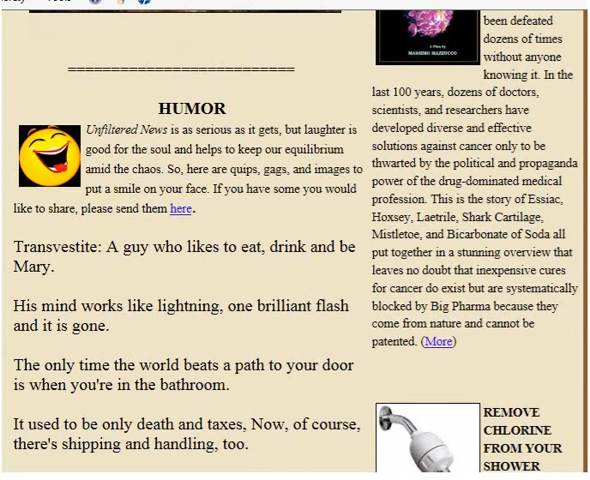 ===========================
HUMOR
Unfiltered News is as serious as it gets, but laughter is
good for the soul and helps to keep our equilibrium
amid the chaos. So, here are quips, gags, and images to
put a smile on your face. If you have some you would
like to share, please send them here.
Transvestite: A guy who likes to eat, drink and be
Mary.
His mind works like lightning, one brilliant flash
and it is gone.
The only time the world beats a path to your door
is when you're in the bathroom.
It used to be only death and taxes, Now, of course,
there's shipping and handling, too.
A Film by
MASSIMO MAZZUCCO
been defeated
dozens of times
without anyone
knowing it. In the
last 100 years, dozens of doctors,
scientists, and researchers have
developed diverse and effective
solutions against cancer only to be
thwarted by the political and propaganda
power of the drug-dominated medical
profession. This is the story of Essiac,
Hoxsey, Laetrile, Shark Cartilage,
Mistletoe, and Bicarbonate of Soda all
put together in a stunning overview that
leaves no doubt that inexpensive cures
for cancer do exist but are systematically
blocked by Big Pharma because they
come from nature and cannot be
patented. (More)
REMOVE
CHLORINE
FROM YOUR
SHOWER